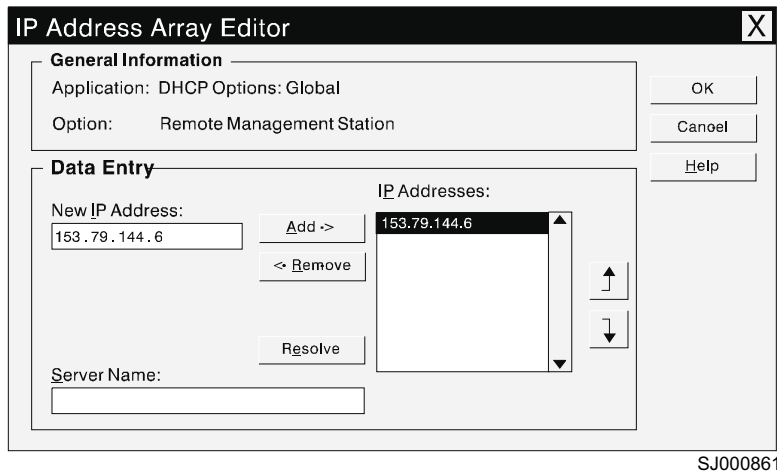 IP Address Array Editor X
General Information
Application: DHCP Options: Global
Option: Remote Management Station
OK
Cancel
Help
Data Entry
New IP Address:
153.79.144.6
Add ->
<- Remove
Resolve
Server Name:
IP Addresses:
153.79.144.6
SJ000861